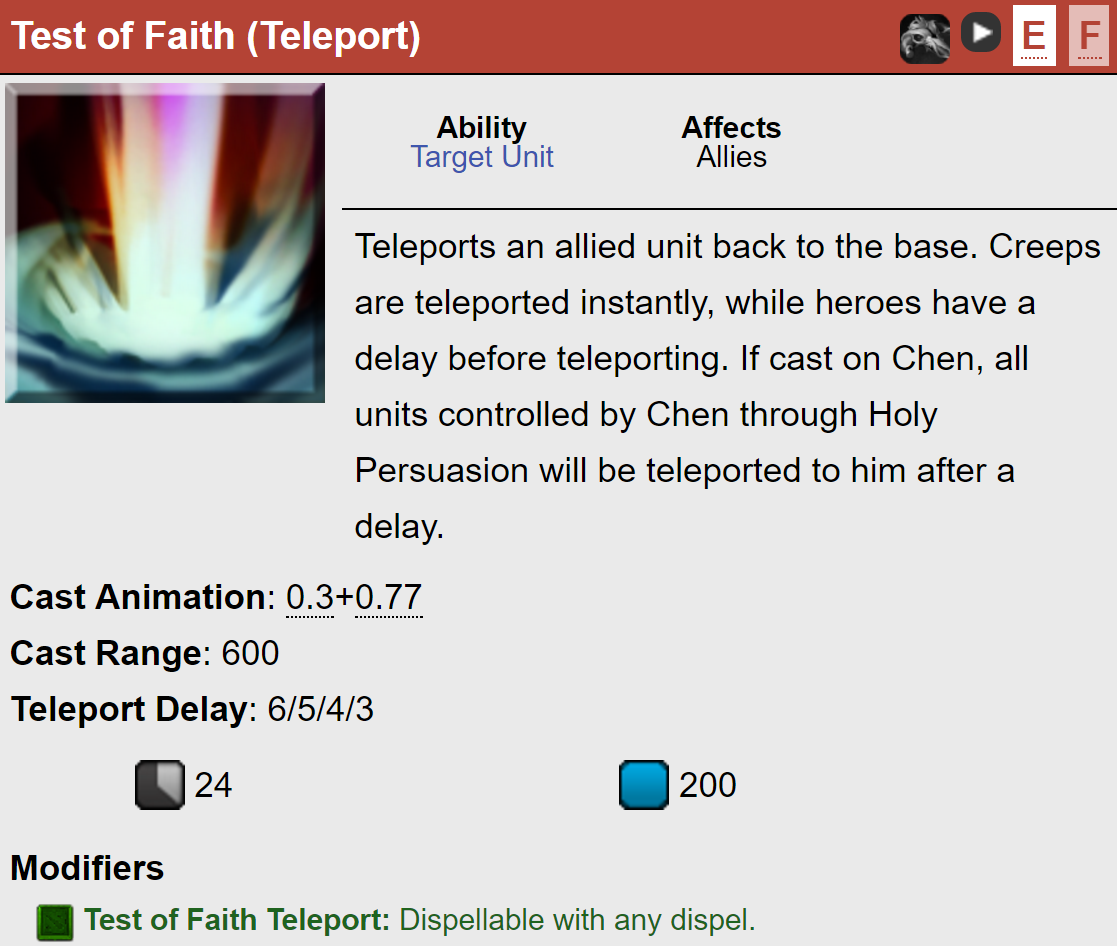 Test of Faith (Teleport)
E F
Ability
Target Unit
Affects
Allies
Teleports an allied unit back to the base. Creeps
are teleported instantly, while heroes have a
delay before teleporting. If cast on Chen, all
units controlled by Chen through Holy
Persuasion will be teleported to him after a
delay.
Cast Animation: 0.3+0.77
Cast Range: 600
Teleport Delay: 6/5/4/3
24
200
Modifiers
Test of Faith Teleport: Dispellable with any dispel.